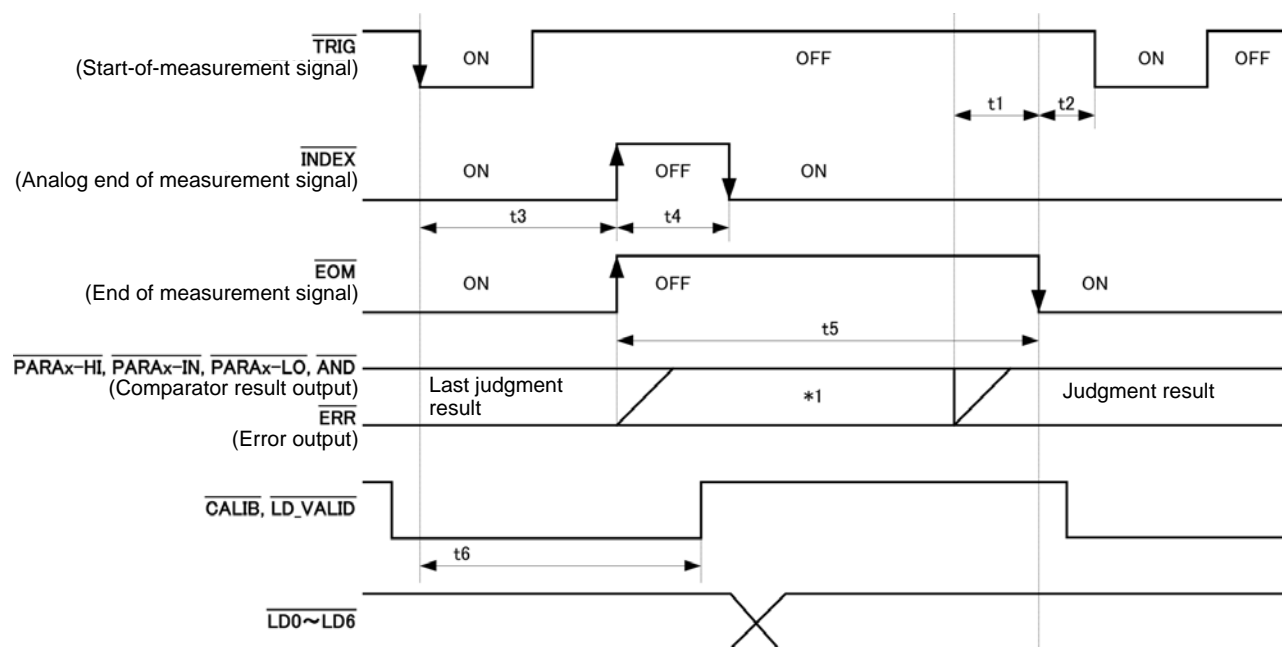 TRIG
(Start-of-measurement signal)
ON OFF ON OFF
t1 t2
INDEX
(Analog end of measurement signal)
ON OFF ON
t3 t4
EOM
(End of measurement signal)
ON OFF ON
t5
PARAx-HI, PARAx-IN, PARAx-LO, AND
(Comparator result output)
ERR
(Error output)
Last judgment
result
*1
Judgment result
CALIB, LD_VALID
t6
LD0～LD6